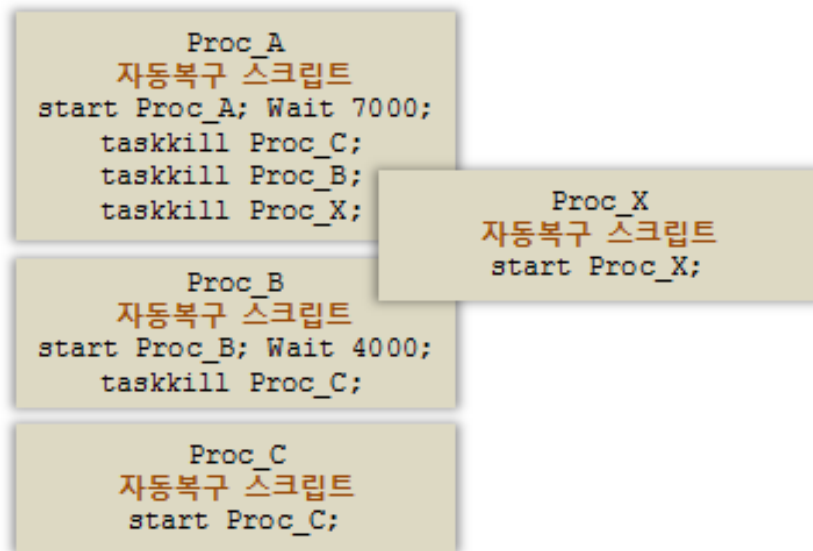 Proc_A
자동복구 스크립트
start Proc_A; Wait 7000;
taskkill Proc_C;
taskkill Proc_B;
taskkill Proc_X;
Proc_X
자동복구 스크립트
start Proc_X;
Proc_B
자동복구 스크립트
start Proc_B; Wait 4000;
taskkill Proc_C;
Proc_C
자동복구 스크립트
start Proc_C;